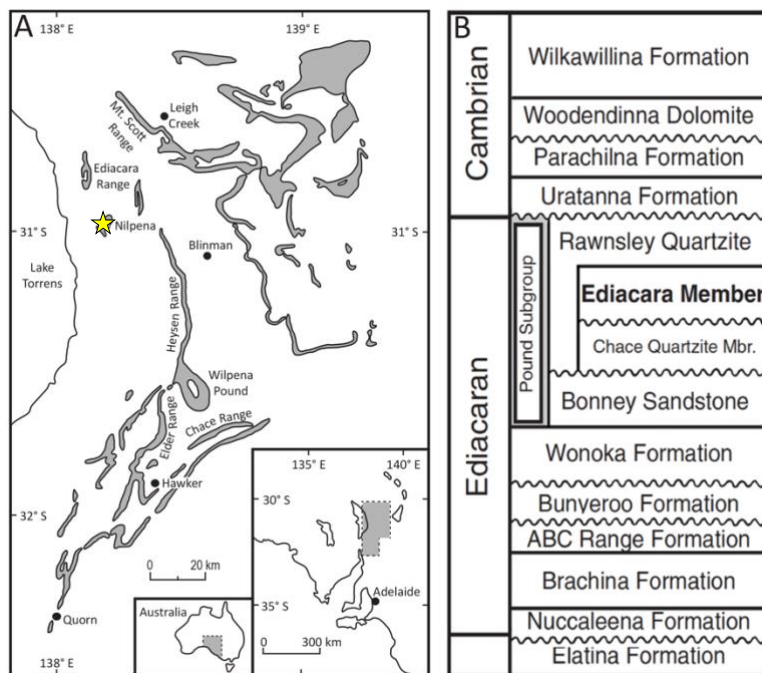 A
138° E
139° E
Leigh
Creek
Mt. Scott
Range
Ediacara
Range
31° S
Nilpena
31° S
Blinman
Lake
Torrens
Heysen Range
Wilpena
Pound
Elder Range
Chace Range
Hawker
32° S
0 20 km
Quorn
138° E
Australia
135° E
140° E
30° S
35° S
Adelaide
0 300 km
B
Cambrian
Wilkawillina Formation
Woodendinna Dolomite
Parachilna Formation
Uratanna Formation
Ediacaran
Pound Subgroup
Rawnsley Quartzite
Ediacara Member
Chace Quartzite Mbr.
Bonney Sandstone
Wonoka Formation
Bunyeroo Formation
ABC Range Formation
Brachina Formation
Nuccaleena Formation
Elatina Formation